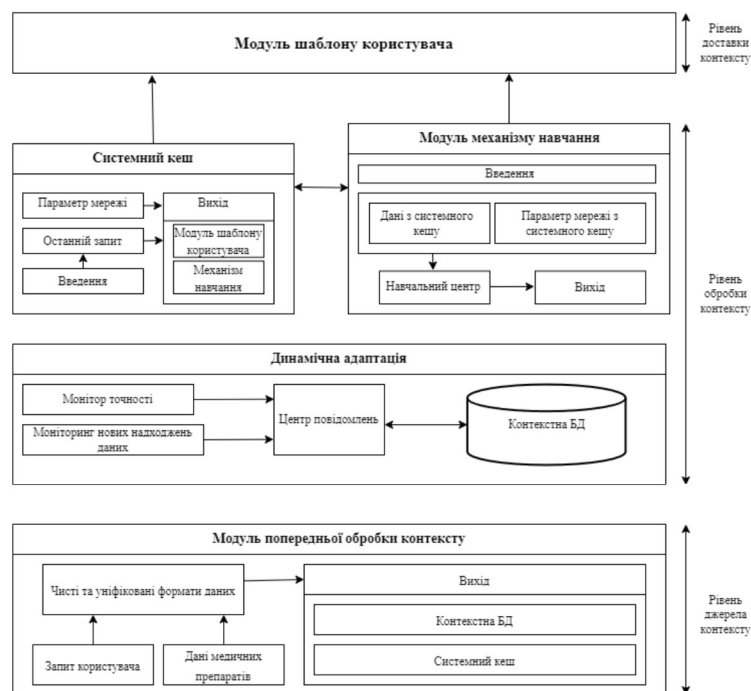 Модуль шаблону користувача
Рівень
доставки
контексту
Системний кеш
Параметр мережі
Останній запит
Введення
Вихід
Модуль шаблону
користувача
Механізм
навчання
Модуль механізму навчання
Введення
Дані з системного
кешу
Параметр мережі з
системного кешу
Навчальний центр
Вихід
Рівень
обробки
контексту
Динамічна адаптація
Монітор точності
Моніторинг нових надходжень
даних
Центр повідомлень
Контекстна БД
Модуль попередньої обробки контексту
Чисті та уніфіковані формати даних
Запит користувача
Дані медичних
препаратів
Вихід
Контекстна БД
Системний кеш
Рівень
джерела
контексту